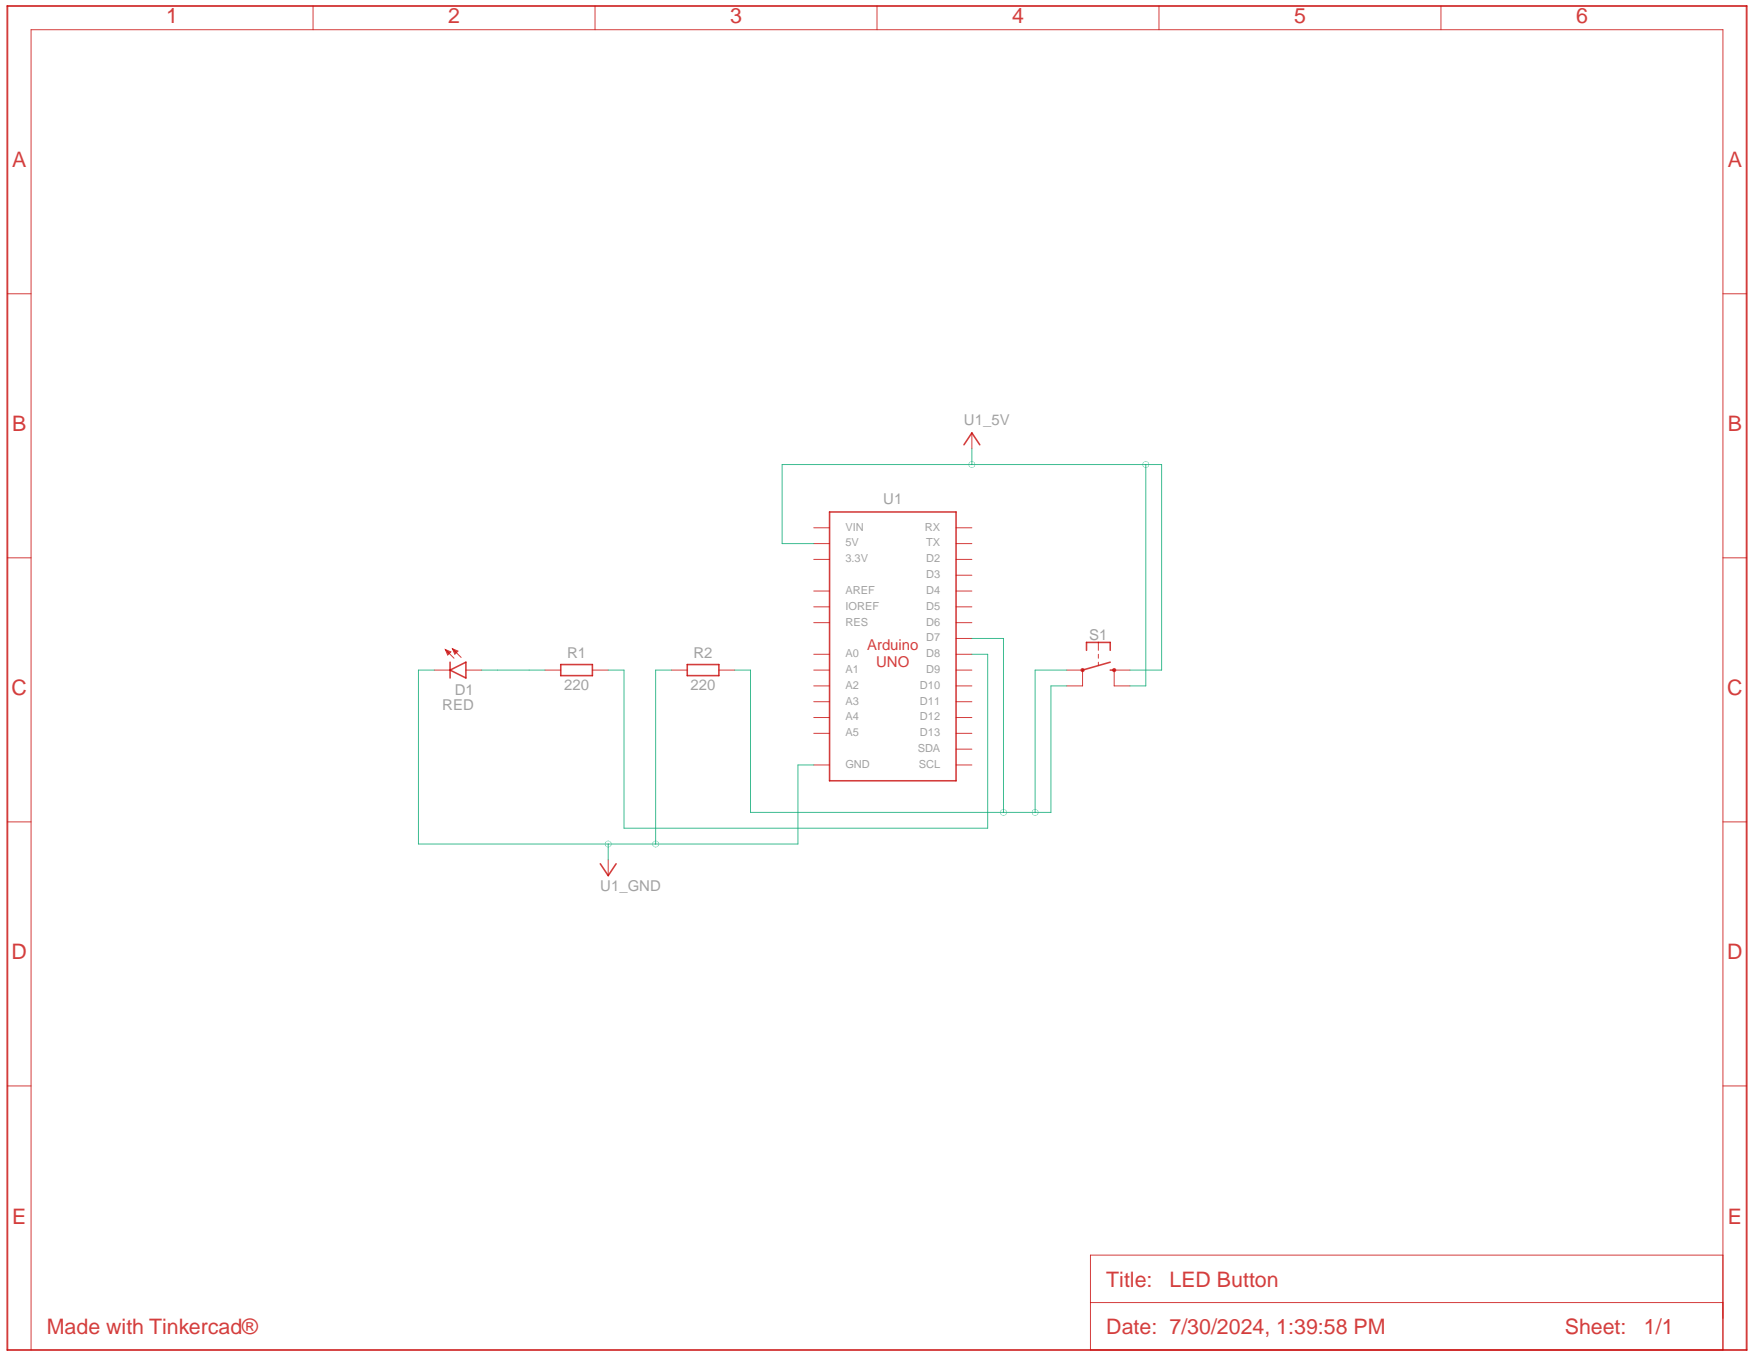 1 2 3 4 5 6
A A
B B
U1_5V
U1
VIN RX
5V TX
3.3V D2
D3
AREF D4
IOREF D5
RES D6
D7
Arduino
UNO
A0 D8
A1 D9
A2 D10
A3 D11
A4 D12
A5 D13
SDA
GND SCL
S1
R1
220
R2
220
D1
RED
C C
U1_GND
D D
E E
Title: LED Button
Date: 7/30/2024, 1:39:58 PM Sheet: 1/1
Made with Tinkercad®